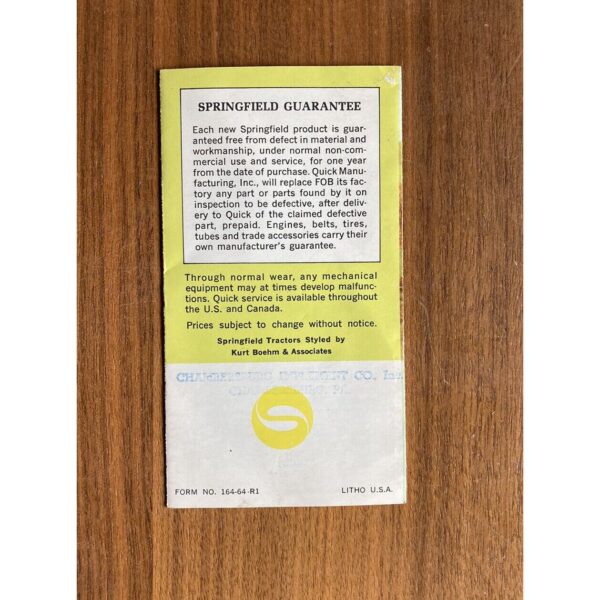 SPRINGFIELD GUARANTEE
Each new Springfield product is guar-
anteed free from defect in material and
workmanship, under normal non-com-
mercial use and service, for one year
from the date of purchase. Quick Manu-
facturing, Inc., will replace FOB its fac-
tory any part or parts found by it on
inspection to be defective, after deliv-
ery to Quick of the claimed defective
part, prepaid. Engines, belts, tires,
tubes and trade accessories carry their
own manufacturer's guarantee.
Through normal wear, any mechanical
equipment may at times develop malfunc-
tions. Quick service is available throughout
the U.S. and Canada.
Prices subject to change without notice.
Springfield Tractors Styled by
Kurt Boehm & Associates
CHAMBERSBURG IMPLEMENT CO., Inc.
CHAMBERSBURG, PA.
FORM NO. 164-64-R1
LITHO U.S.A.